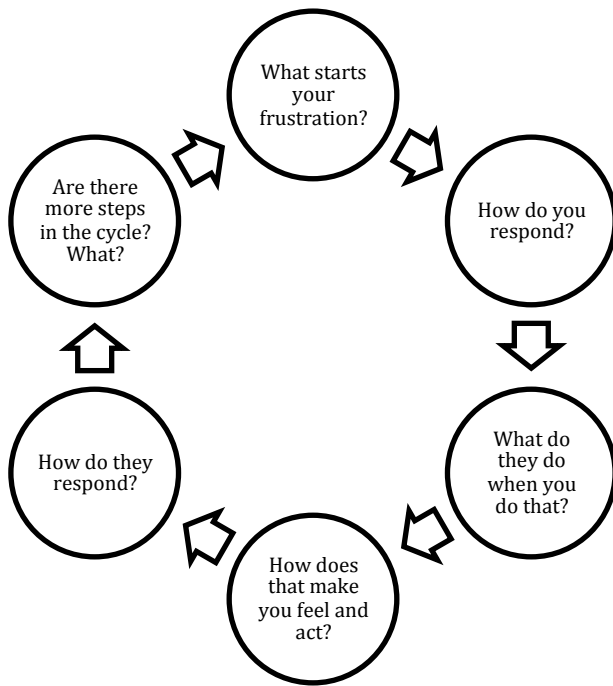 What starts
your
frustration?
How do you
respond?
What do
they do
when you
do that?
How does
that make
you feel and
act?
How do they
respond?
Are there
more steps
in the cycle?
What?